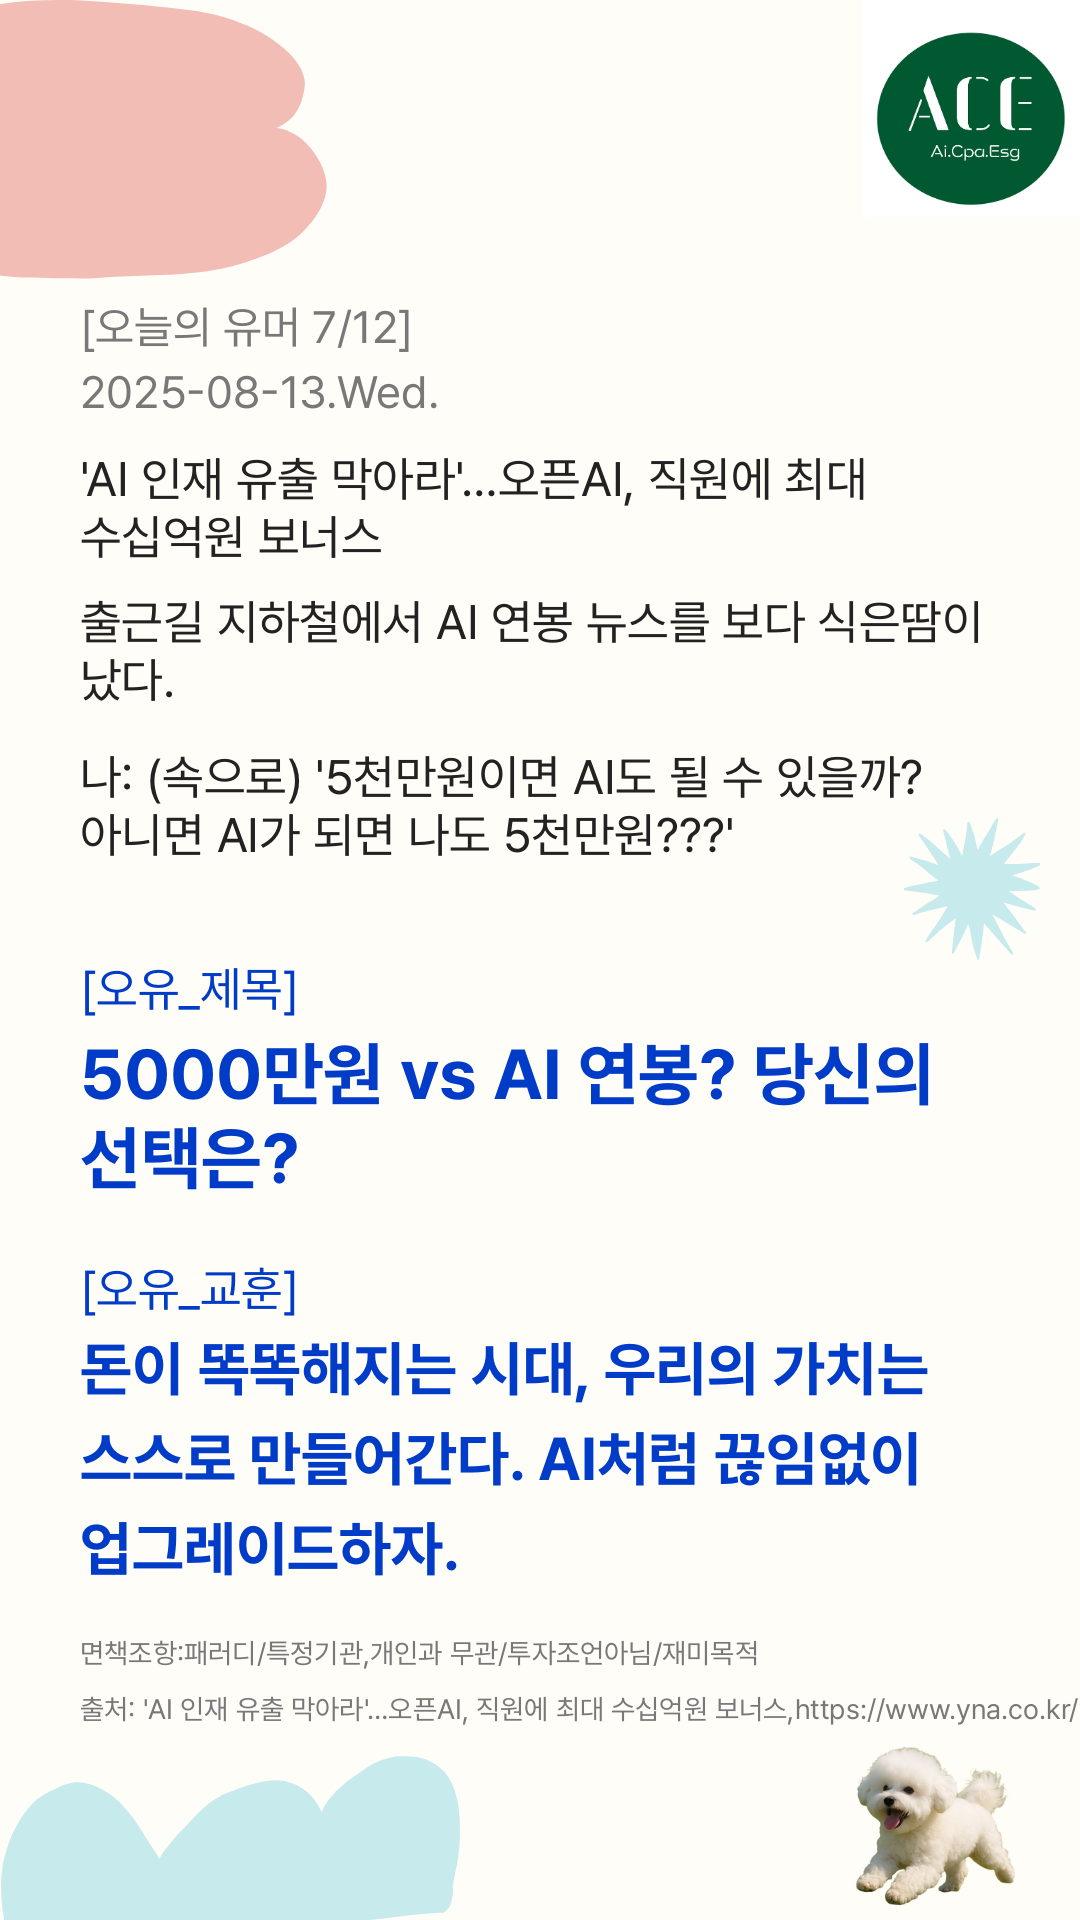 ACE
Ai.Cpa.Esg
[오늘의 유머 7/12]
2025-08-13.Wed.
'AI 인재 유출 막아라'...오픈AI, 직원에 최대
수십억원 보너스
출근길 지하철에서 AI 연봉 뉴스를 보다 식은땀이
났다.
나: (속으로) '5천만원이면 AI도 될 수 있을까?
아니면 AI가 되면 나도 5천만원???'
[오유_제목]
5000만원 vs AI 연봉? 당신의
선택은?
[오유_교훈]
돈이 똑똑해지는 시대, 우리의 가치는
스스로 만들어간다. AI처럼 끊임없이
업그레이드하자.
면책조항:패러디/특정기관,개인과 무관/투자조언아님/재미목적
출처: 'AI 인재 유출 막아라'...오픈AI, 직원에 최대 수십억원 보너스,https://www.yna.co.kr/